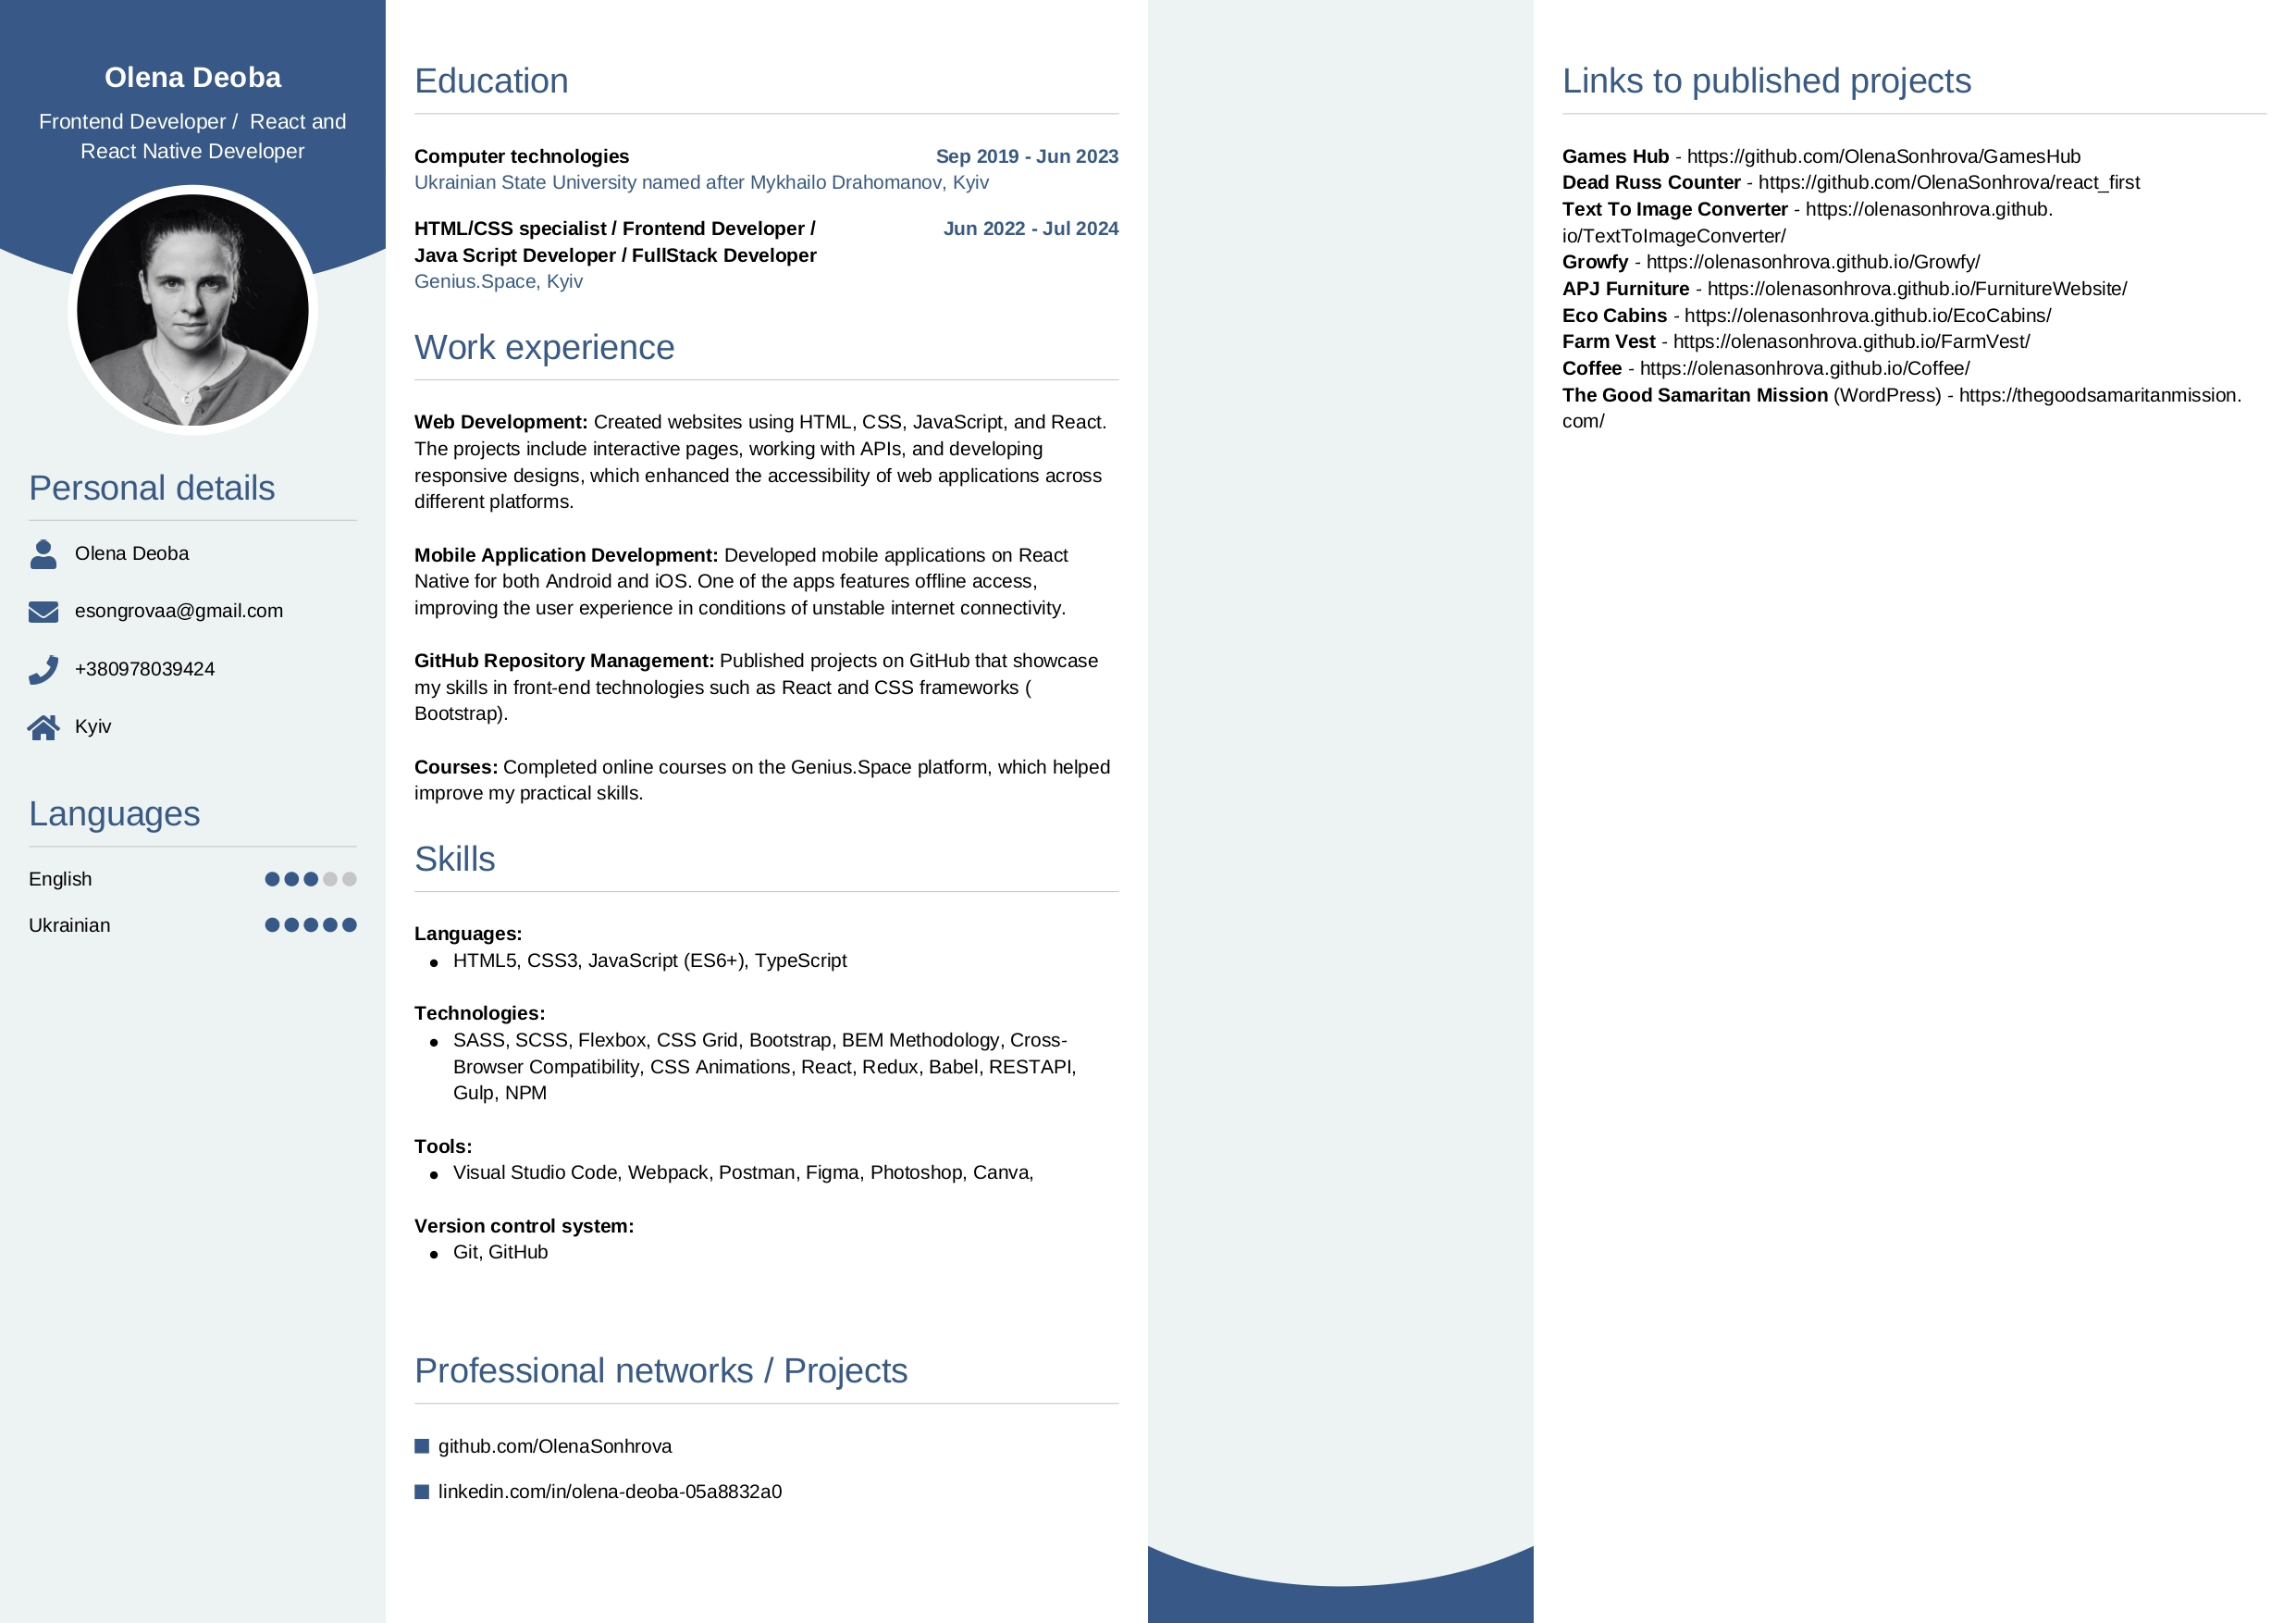 Olena Deoba
Frontend Developer /  React and
React Native Developer
Personal details
Olena Deoba
esongrovaa@gmail.com
+380978039424
Kyiv
Languages
English
Ukrainian
Education
Computer technologies Sep 2019 - Jun 2023
Ukrainian State University named after Mykhailo Drahomanov, Kyiv
HTML/CSS specialist / Frontend Developer / Jun 2022 - Jul 2024
Java Script Developer / FullStack Developer
Genius.Space, Kyiv
Work experience
Web Development: Created websites using HTML, CSS, JavaScript, and React.
The projects include interactive pages, working with APIs, and developing
responsive designs, which enhanced the accessibility of web applications across
different platforms.
Mobile Application Development: Developed mobile applications on React
Native for both Android and iOS. One of the apps features offline access,
improving the user experience in conditions of unstable internet connectivity.
GitHub Repository Management: Published projects on GitHub that showcase
my skills in front-end technologies such as React and CSS frameworks (
Bootstrap).
Courses: Completed online courses on the Genius.Space platform, which helped
improve my practical skills.
Skills
Languages:
• HTML5, CSS3, JavaScript (ES6+), TypeScript
Technologies:
• SASS, SCSS, Flexbox, CSS Grid, Bootstrap, BEM Methodology, Cross-
Browser Compatibility, CSS Animations, React, Redux, Babel, RESTAPI,
Gulp, NPM
Tools:
• Visual Studio Code, Webpack, Postman, Figma, Photoshop, Canva,
Version control system:
• Git, GitHub
Professional networks / Projects
github.com/OlenaSonhrova
linkedin.com/in/olena-deoba-05a8832a0
Links to published projects
Games Hub - https://github.com/OlenaSonhrova/GamesHub
Dead Russ Counter - https://github.com/OlenaSonhrova/react_first
Text To Image Converter - https://olenasonhrova.github.
io/TextToImageConverter/
Growfy - https://olenasonhrova.github.io/Growfy/
APJ Furniture - https://olenasonhrova.github.io/FurnitureWebsite/
Eco Cabins - https://olenasonhrova.github.io/EcoCabins/
Farm Vest - https://olenasonhrova.github.io/FarmVest/
Coffee - https://olenasonhrova.github.io/Coffee/
The Good Samaritan Mission (WordPress) - https://thegoodsamaritanmission.
com/